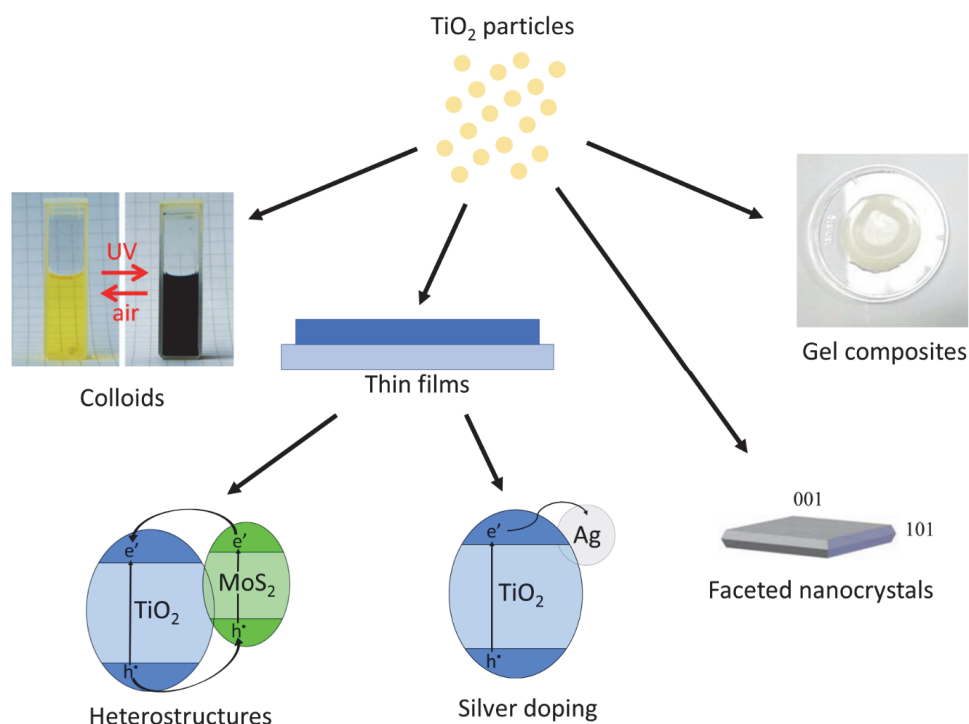 TiO₂ particles
UV
air
Colloids
Thin films
Gel composites
e’
e’
MoS₂
TiO₂
h•
h•
Heterostructures
e’
Ag
TiO₂
h•
Silver doping
001
101
Faceted nanocrystals